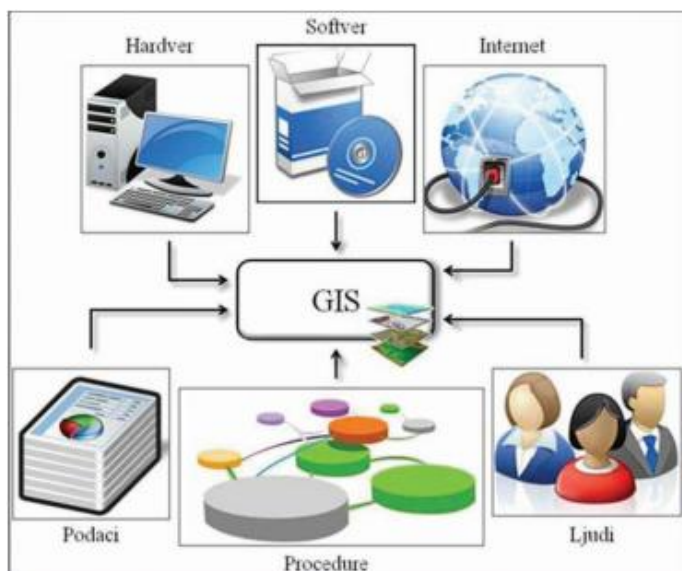 Softver
Hardver
Internet
GIS
Podaci
Procedure
Ljudi